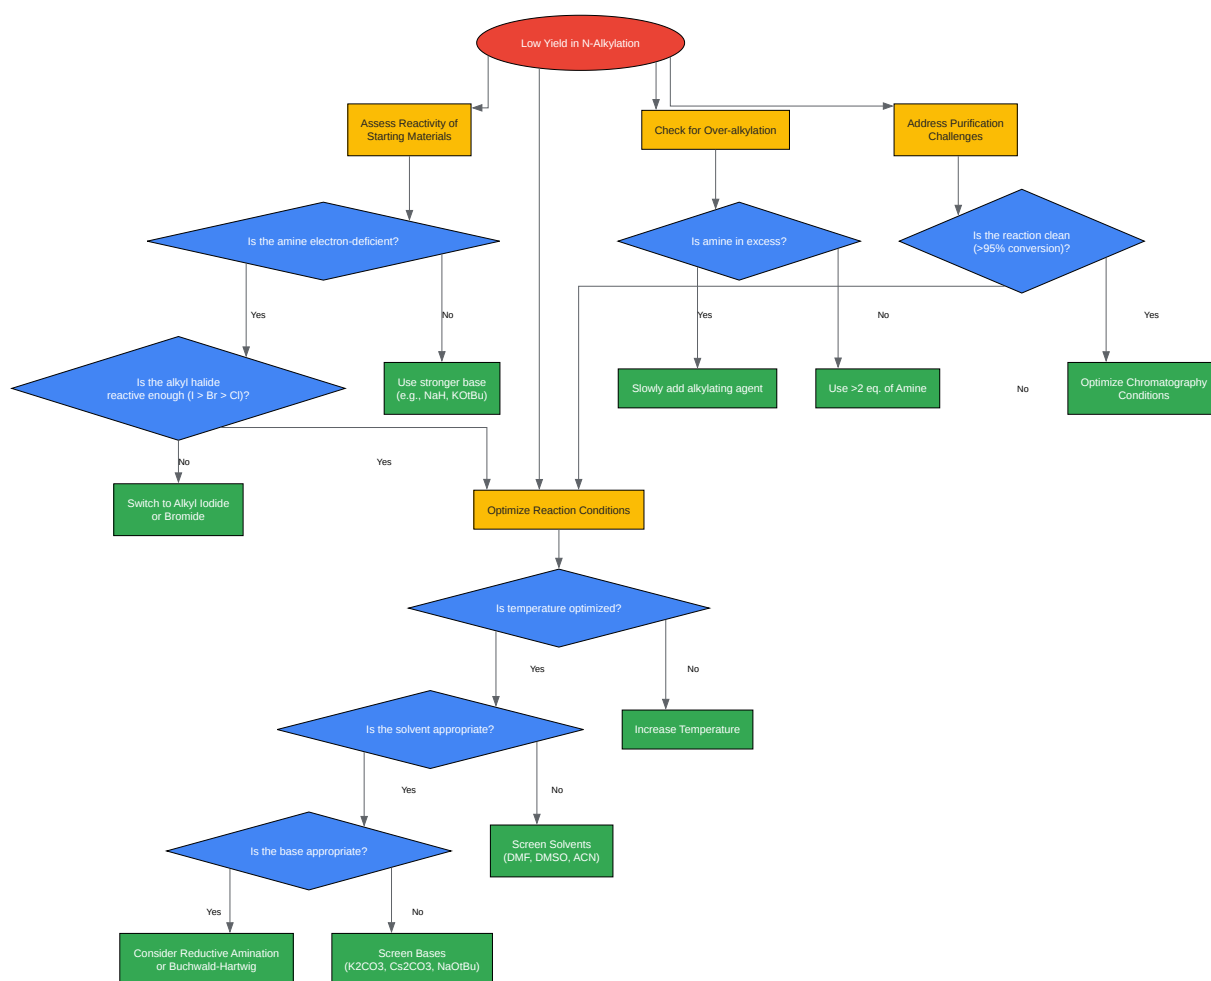 Low Yield in N-Alkylation
Assess Reactivity of
Starting Materials
Check for Over-alkylation
Address Purification
Challenges
Is the amine electron-deficient?
Is amine in excess?
Is the reaction clean
(>95% conversion)?
Yes
No
Yes
No
Yes
Is the alkyl halide
reactive enough (I > Br > Cl)?
Use stronger base
(e.g., NaH, KOtBu)
Slowly add alkylating agent
Use >2 eq. of Amine
No
Optimize Chromatography
Conditions
No
Yes
Switch to Alkyl Iodide
or Bromide
Optimize Reaction Conditions
Is temperature optimized?
Yes
No
Is the solvent appropriate?
Increase Temperature
Yes
No
Is the base appropriate?
Screen Solvents
(DMF, DMSO, ACN)
Yes
No
Consider Reductive Amination
or Buchwald-Hartwig
Screen Bases
(K2CO3, Cs2CO3, NaOtBu)